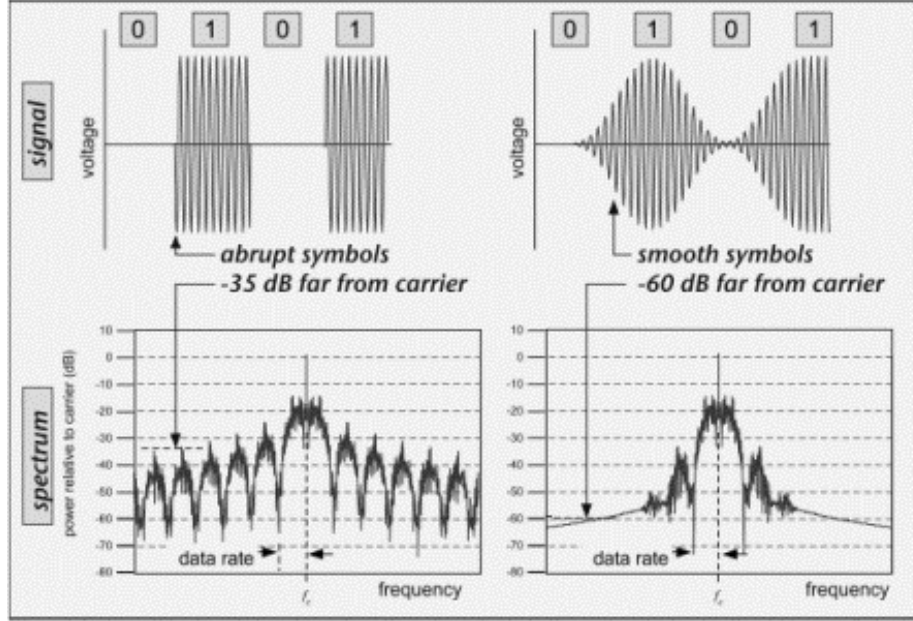 0 1 0 1
0 1 0 1
signal
voltage
voltage
abrupt symbols
-35 dB far from carrier
smooth symbols
-60 dB far from carrier
spectrum
power relative to carrier (dB)
10
0
-10
-20
-30
-40
-50
-60
-70
-80
data rate
frequency
fc
10
0
-10
-20
-30
-40
-50
-60
-70
-80
data rate
frequency
fc